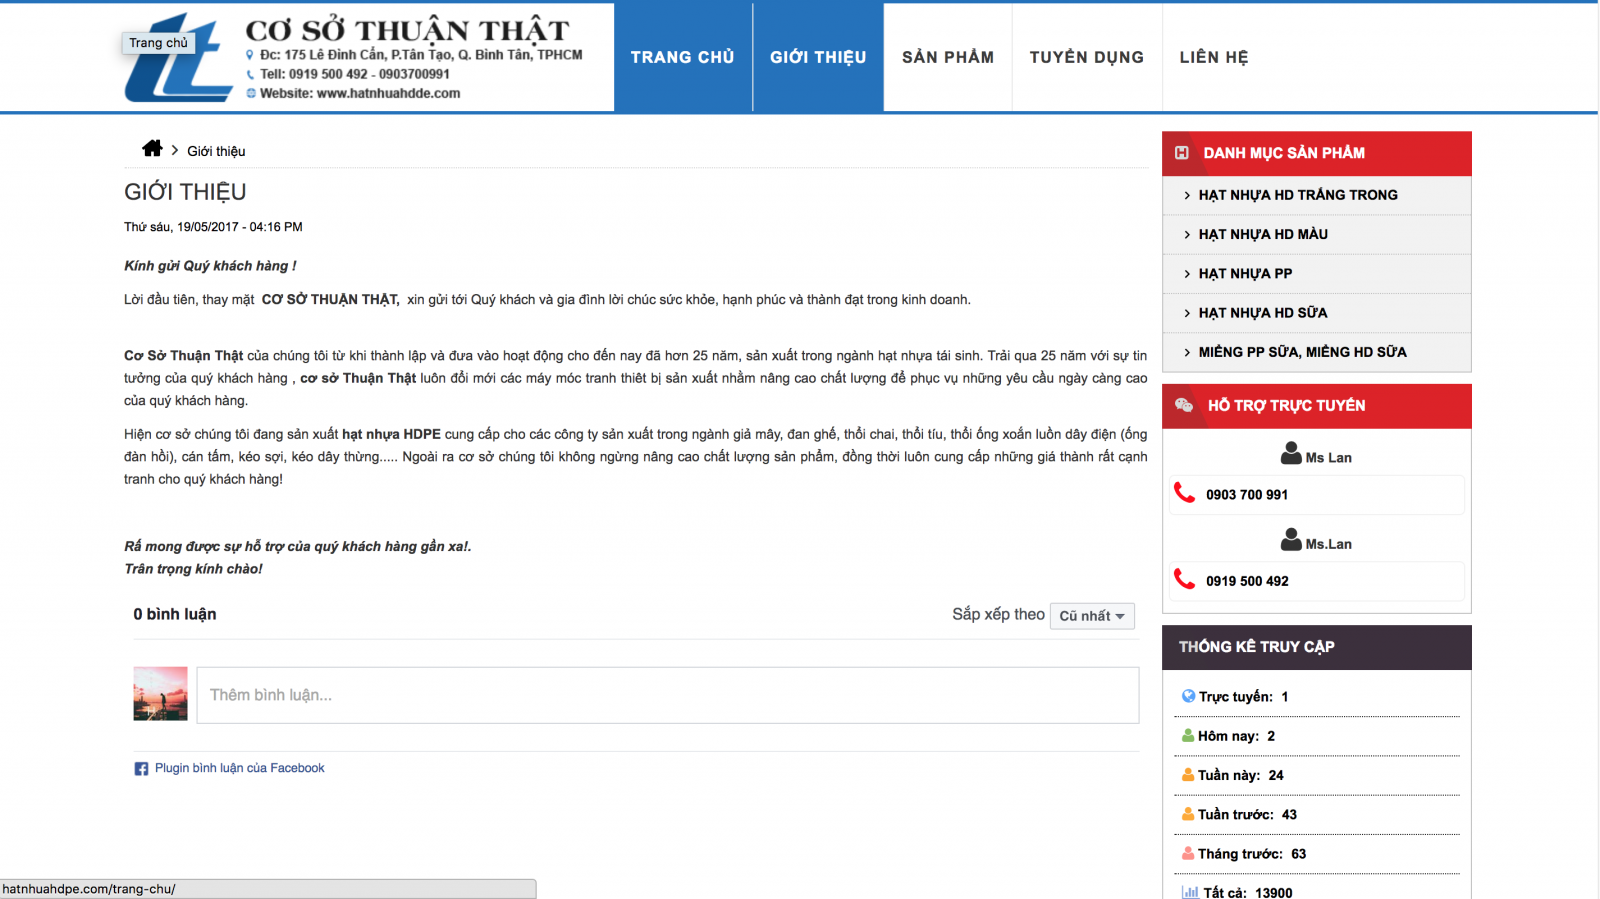 CƠ SỞ THUẬN THẬT
Trang chủ
Đc: 175 Lê Đình Cẩn, P.Tân Tạo, Q. Bình Tân, TPHCM
Tell: 0919 500 492 - 0903700991
Website: www.hatnhuahdde.com
TRANG CHỦ
GIỚI THIỆU
SẢN PHẨM
TUYỂN DỤNG
LIÊN HỆ
Giới thiệu
GIỚI THIỆU
Thứ sáu, 19/05/2017 - 04:16 PM
Kính gửi Quý khách hàng !
Lời đầu tiên, thay mặt CƠ SỞ THUẬN THẬT, xin gửi tới Quý khách và gia đình lời chúc sức khỏe, hạnh phúc và thành đạt trong kinh doanh.
Cơ Sở Thuận Thật của chúng tôi từ khi thành lập và đưa vào hoạt động cho đến nay đã hơn 25 năm, sản xuất trong ngành hạt nhựa tái sinh. Trải qua 25 năm với sự tin
tưởng của quý khách hàng , cơ sở Thuận Thật luôn đổi mới các máy móc tranh thiêt bị sản xuất nhằm nâng cao chất lượng để phục vụ những yêu cầu ngày càng cao
của quý khách hàng.
Hiện cơ sở chúng tôi đang sản xuất hạt nhựa HDPE cung cấp cho các công ty sản xuất trong ngành giả mây, đan ghế, thổi chai, thổi tíu, thổi ống xoắn luồn dây điện (ống
đàn hồi), cán tấm, kéo sợi, kéo dây thừng..... Ngoài ra cơ sở chúng tôi không ngừng nâng cao chất lượng sản phẩm, đồng thời luôn cung cấp những giá thành rất cạnh
tranh cho quý khách hàng!
Rấ mong được sự hỗ trợ của quý khách hàng gần xa!.
Trân trọng kính chào!
0 bình luận
Sắp xếp theo
Cũ nhất
Thêm bình luận...
Plugin bình luận của Facebook
DANH MỤC SẢN PHẨM
HẠT NHỰA HD TRẮNG TRONG
HẠT NHỰA HD MÀU
HẠT NHỰA PP
HẠT NHỰA HD SỮA
MIẾNG PP SỮA, MIẾNG HD SỮA
HỖ TRỢ TRỰC TUYẾN
Ms Lan
0903 700 991
Ms.Lan
0919 500 492
THỐNG KÊ TRUY CẬP
Trực tuyến: 1
Hôm nay: 2
Tuần này: 24
Tuần trước: 43
Tháng trước: 63
Tất cả: 13900
hatnhuahdpe.com/trang-chu/